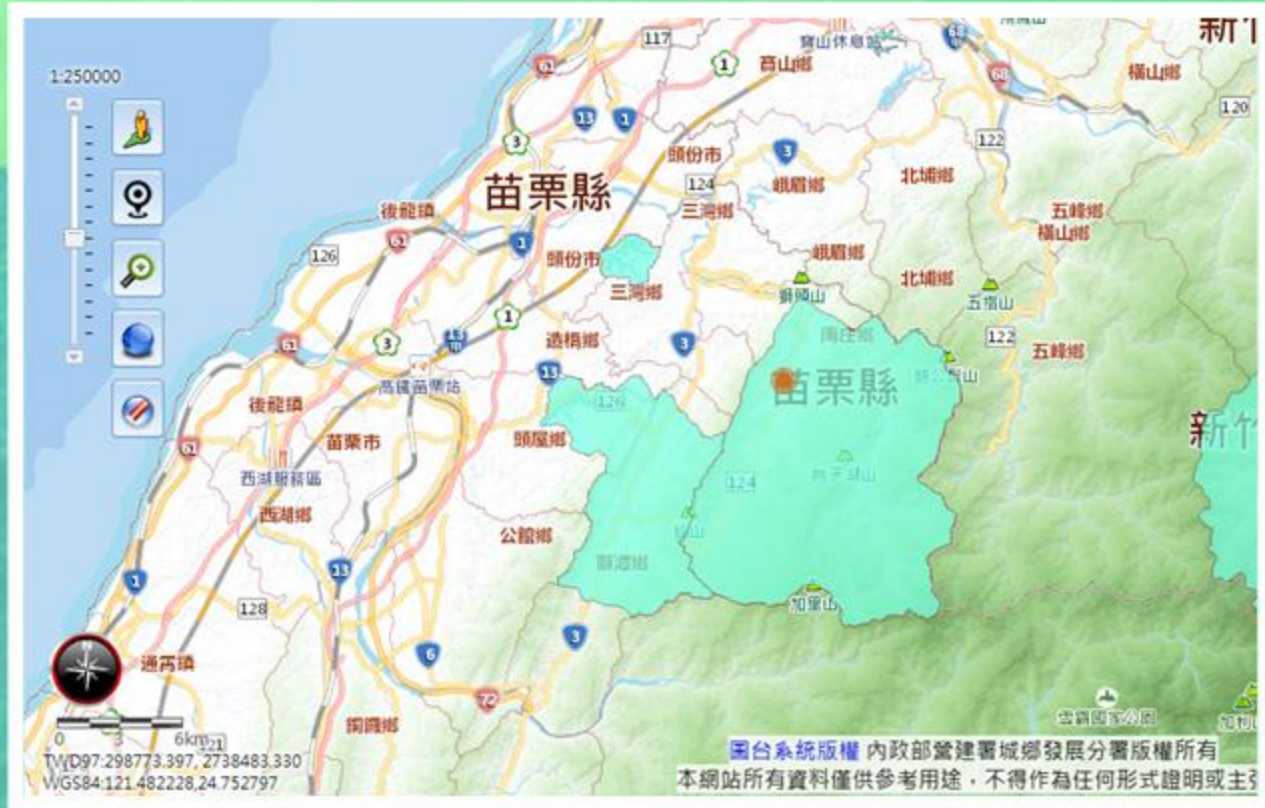 新竹
117
寶山休息站
68
1:250000
61
1
寶山鄉
68
橫山鄉
120
13
1
3
122
頭份市
3
124
峨眉鄉
北埔鄉
苗栗縣
後龍鎮
三灣鄉
五峰鄉
橫山鄉
61
1
126
頭份市
峨眉鄉
北埔鄉
三灣鄉
獅頭山
五指山
1
南庄鄉
122
61
3
13
造橋鄉
3
五峰鄉
13
高鐵苗栗站
苗栗縣
126
後龍鎮
新竹
苗栗市
頭屋鄉
61
西湖服務區
向天湖山
124
西湖鄉
公館鄉
仙山
獅潭鄉
13
1
加里山
128
3
6
通霄鎮
72
雪霸國家公園
銅鑼鄉
0 3 6km
121
TWD97:298773.397, 2738483.330
WGS84:121.482228,24.752797
國台系統版權 內政部營建署城鄉發展分署版權所有
本網站所有資料僅供參考用途，不得作為任何形式證明或主張